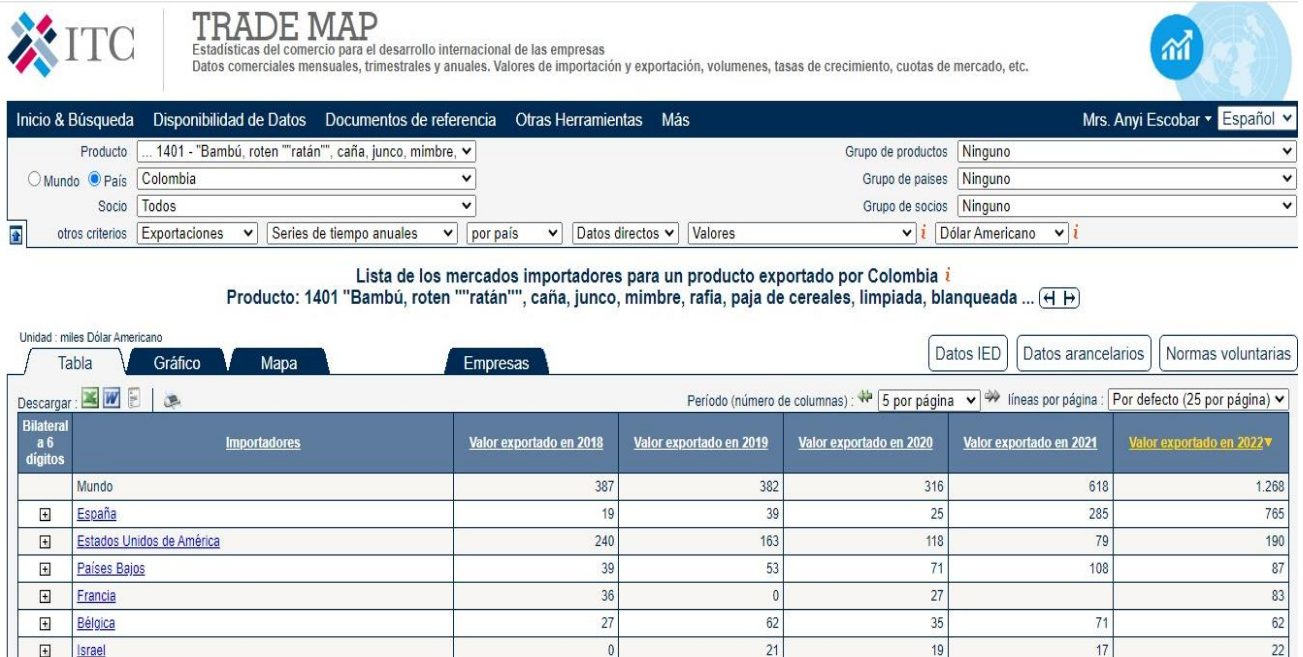 ITC
TRADE MAP
Estadísticas del comercio para el desarrollo internacional de las empresas
Datos comerciales mensuales, trimestrales y anuales. Valores de importación y exportación, volumenes, tasas de crecimiento, cuotas de mercado, etc.
Inicio & Búsqueda Disponibilidad de Datos Documentos de referencia Otras Herramientas Más Mrs. Anyi Escobar Español
Producto ... 1401 - "Bambú, roten ""ratán"", caña, junco, mimbre, Grupo de productos Ninguno
Mundo País Colombia Grupo de paises Ninguno
Socio Todos Grupo de socios Ninguno
otros criterios Exportaciones Series de tiempo anuales por país Datos directos Valores i Dólar Americano i
Lista de los mercados importadores para un producto exportado por Colombia i
Producto: 1401 "Bambú, roten ""ratán"", caña, junco, mimbre, rafia, paja de cereales, limpiada, blanqueada ...
Unidad : miles Dólar Americano
Tabla Gráfico Mapa Empresas Datos IED Datos arancelarios Normas voluntarias
Descargar : Período (número de columnas) : 5 por página líneas por página : Por defecto (25 por página)
Bilateral a 6 dígitos Importadores Valor exportado en 2018 Valor exportado en 2019 Valor exportado en 2020 Valor exportado en 2021 Valor exportado en 2022▼
Mundo 387 382 316 618 1.268
España 19 39 25 285 765
Estados Unidos de América 240 163 118 79 190
Países Bajos 39 53 71 108 87
Francia 36 0 27 83
Bélgica 27 62 35 71 62
Israel 0 21 19 17 22